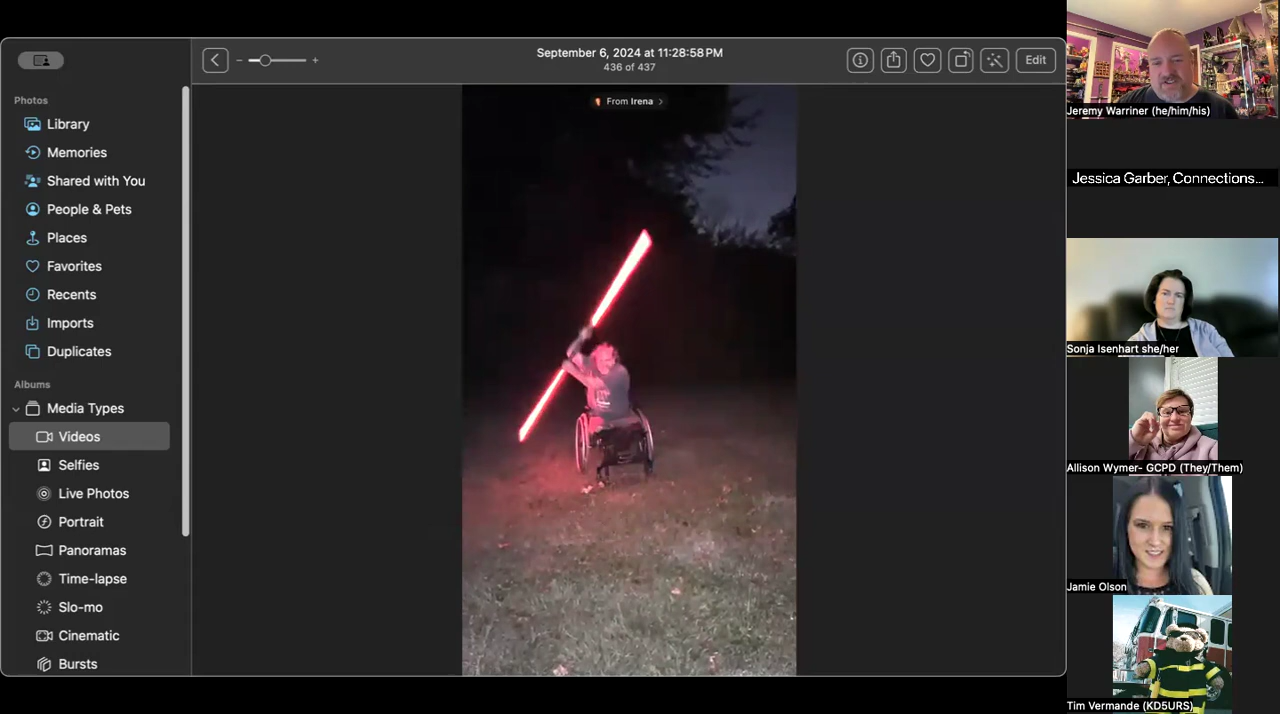 September 6, 2024 at 11:28:58 PM
436 of 437
Edit
From Irena
Photos
Library
Memories
Shared with You
People & Pets
Places
Favorites
Recents
Imports
Duplicates
Albums
Media Types
Videos
Selfies
Live Photos
Portrait
Panoramas
Time-lapse
Slo-mo
Cinematic
Bursts
Jeremy Warriner (he/him/his)
Jessica Garber, Connections...
Sonja Isenhart she/her
Allison Wymer- GCPD (They/Them)
Jamie Olson
Tim Vermande (KD5URS)